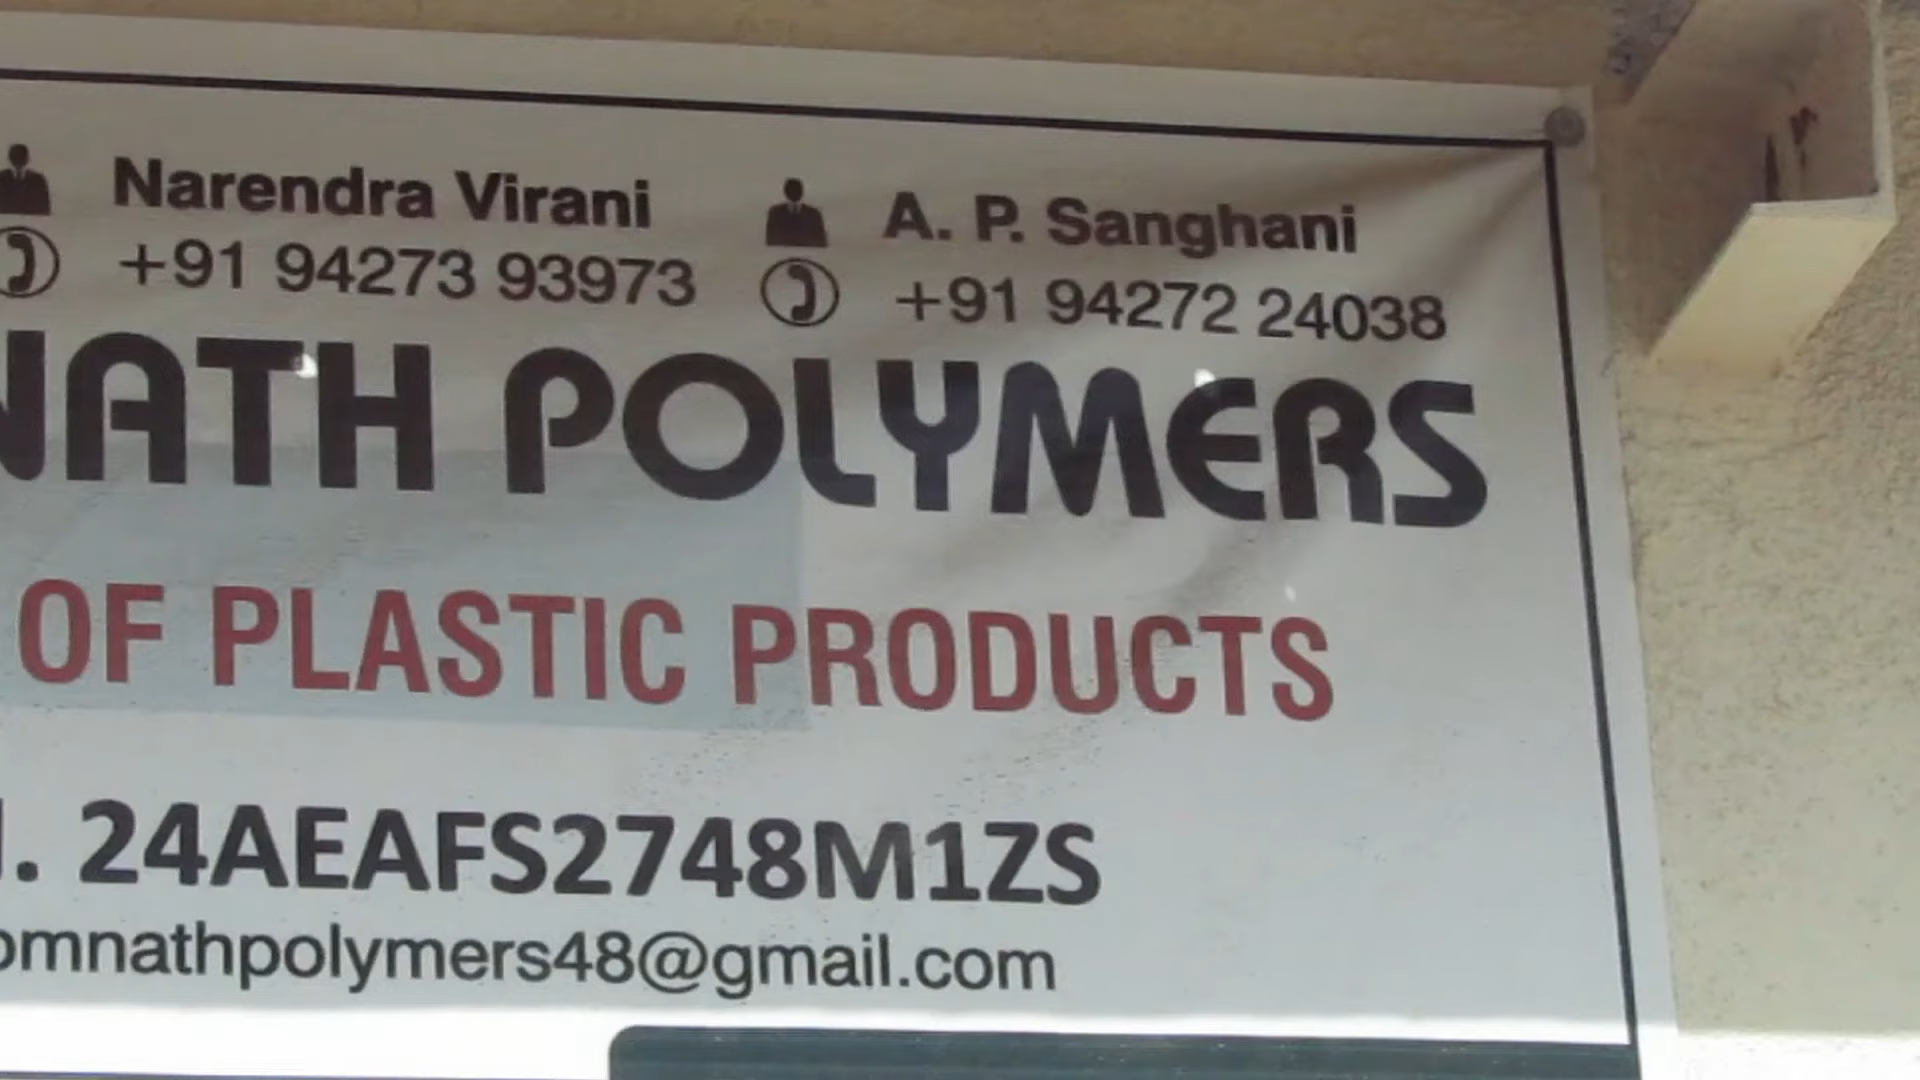 Narendra Virani A. P. Sanghani
+91 94273 93973 +91 94272 24038
NATH POLYMERS
OF PLASTIC PRODUCTS
. 24AEAFS2748M1ZS
omnathpolymers48@gmail.com